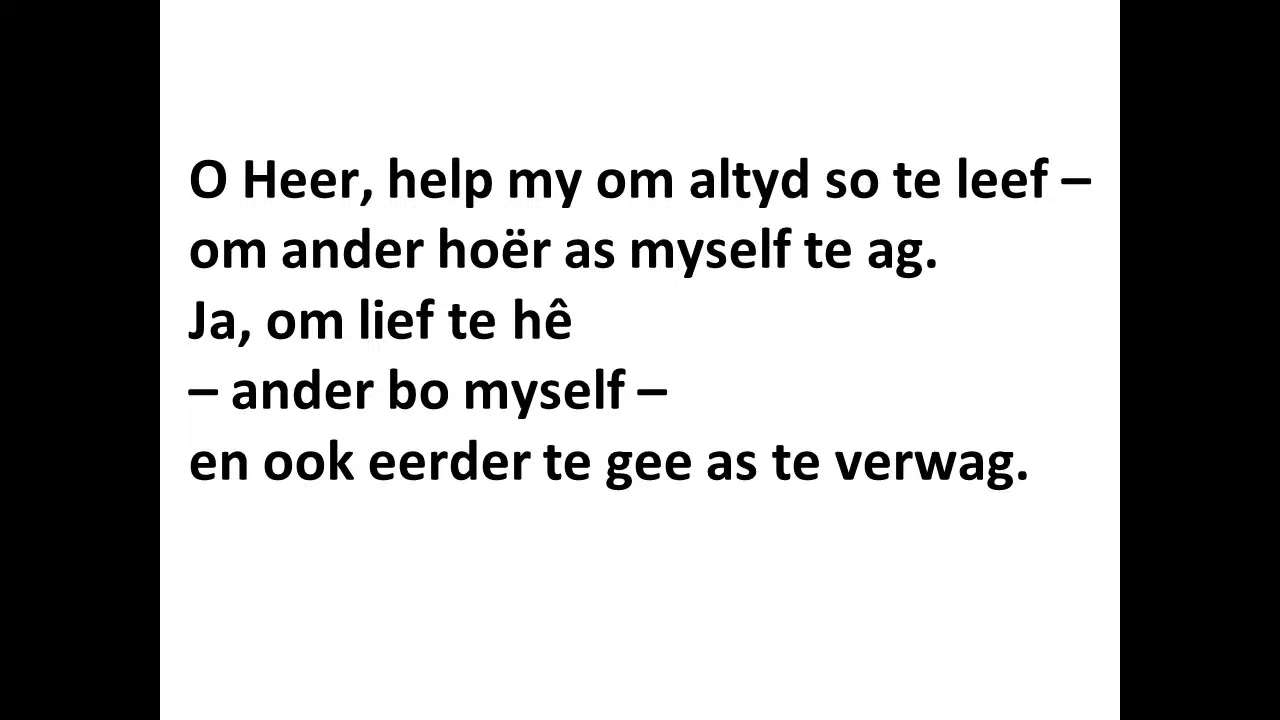 O Heer, help my om altyd so te leef –
om ander hoër as myself te ag.
Ja, om lief te hê
– ander bo myself –
en ook eerder te gee as te verwag.